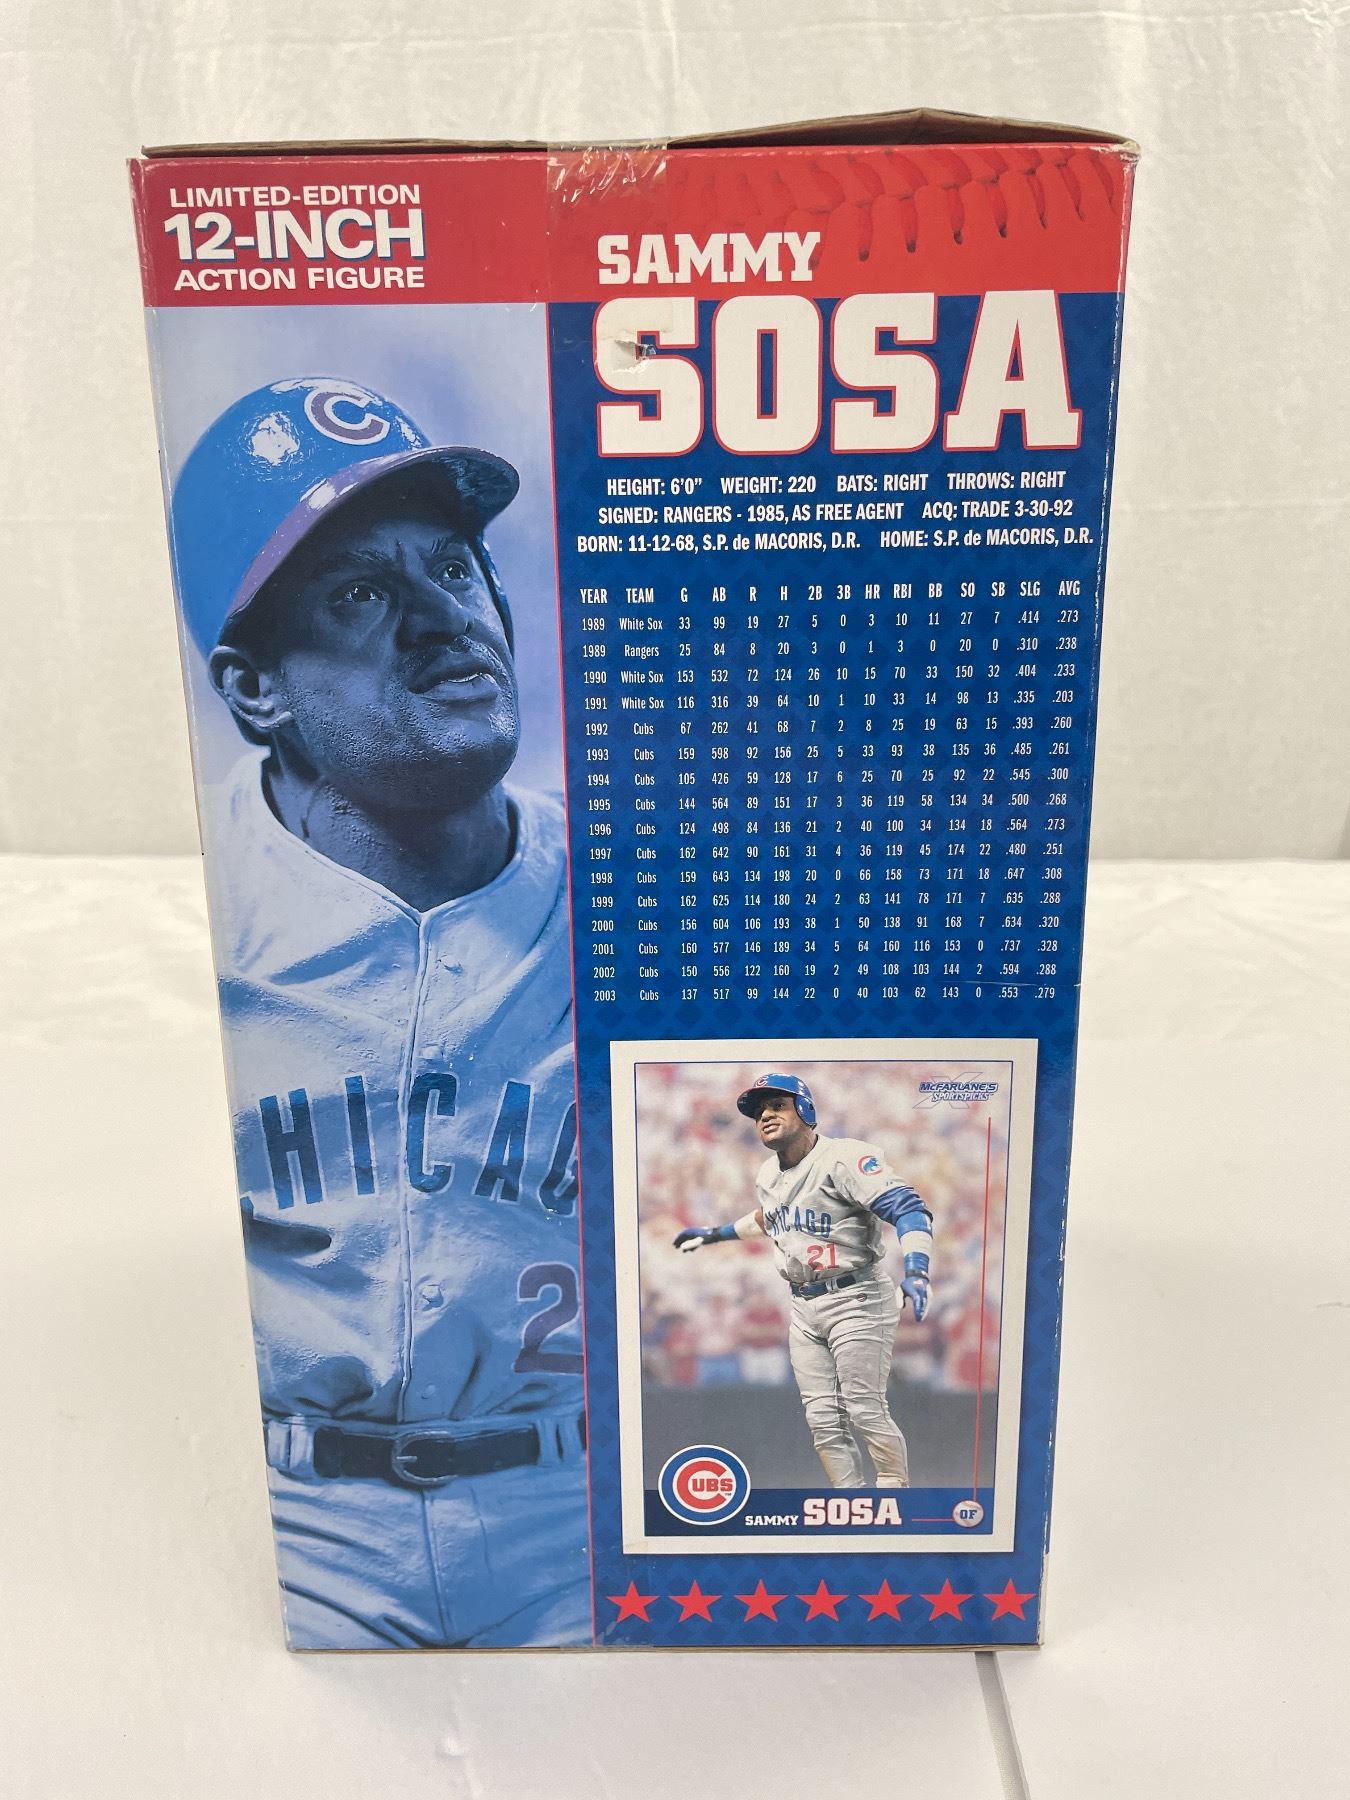 LIMITED-EDITION
12-INCH
ACTION FIGURE
SAMMY
SOSA
HEIGHT: 6'0" WEIGHT: 220 BATS: RIGHT THROWS: RIGHT
SIGNED: RANGERS - 1985, AS FREE AGENT ACQ: TRADE 3-30-92
BORN: 11-12-68, S.P. de MACORIS, D.R. HOME: S.P. de MACORIS, D.R.
YEAR TEAM G AB R H 2B 3B HR RBI BB SO SB SLG AVG
1989 White Sox 33 99 19 27 5 0 3 10 11 27 7 .414 .273
1989 Rangers 25 84 8 20 3 0 1 3 0 20 0 .310 .238
1990 White Sox 153 532 72 124 26 10 15 70 33 150 32 .404 .233
1991 White Sox 116 316 39 64 10 1 10 33 14 98 13 .335 .203
1992 Cubs 67 262 41 68 7 2 8 25 19 63 15 .393 .260
1993 Cubs 159 598 92 156 25 5 33 93 38 135 36 .485 .261
1994 Cubs 105 426 59 128 17 6 25 70 25 92 22 .545 .300
1995 Cubs 144 564 89 151 17 3 36 119 58 134 34 .500 .268
1996 Cubs 124 498 84 136 21 2 40 100 34 134 18 .564 .273
1997 Cubs 162 642 90 161 31 4 36 119 45 174 22 .480 .251
1998 Cubs 159 643 134 198 20 0 66 158 73 171 18 .647 .308
1999 Cubs 162 625 114 180 24 2 63 141 78 171 7 .635 .288
2000 Cubs 156 604 106 193 38 1 50 138 91 168 7 .634 .320
2001 Cubs 160 577 146 189 34 5 64 160 116 153 0 .737 .328
2002 Cubs 150 556 122 160 19 2 49 108 103 144 2 .594 .288
2003 Cubs 137 517 99 144 22 0 40 103 62 143 0 .553 .279
C
HICAG
2
McFARLANE'S
SPORTSPICKS
CHICAGO
21
CUBS
SAMMY SOSA
OF